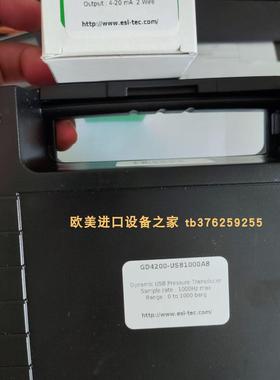 Output : 4-20 mA 2 Wire
http://www.esi-tec.com
欧美进口设备之家 tb376259255
GD4200-USB1000AB
Dynamic USB Pressure Transducer
Sample rate : 1000Hz max
Range : 0 to 1000 barg
http://www.esi-tec.com/